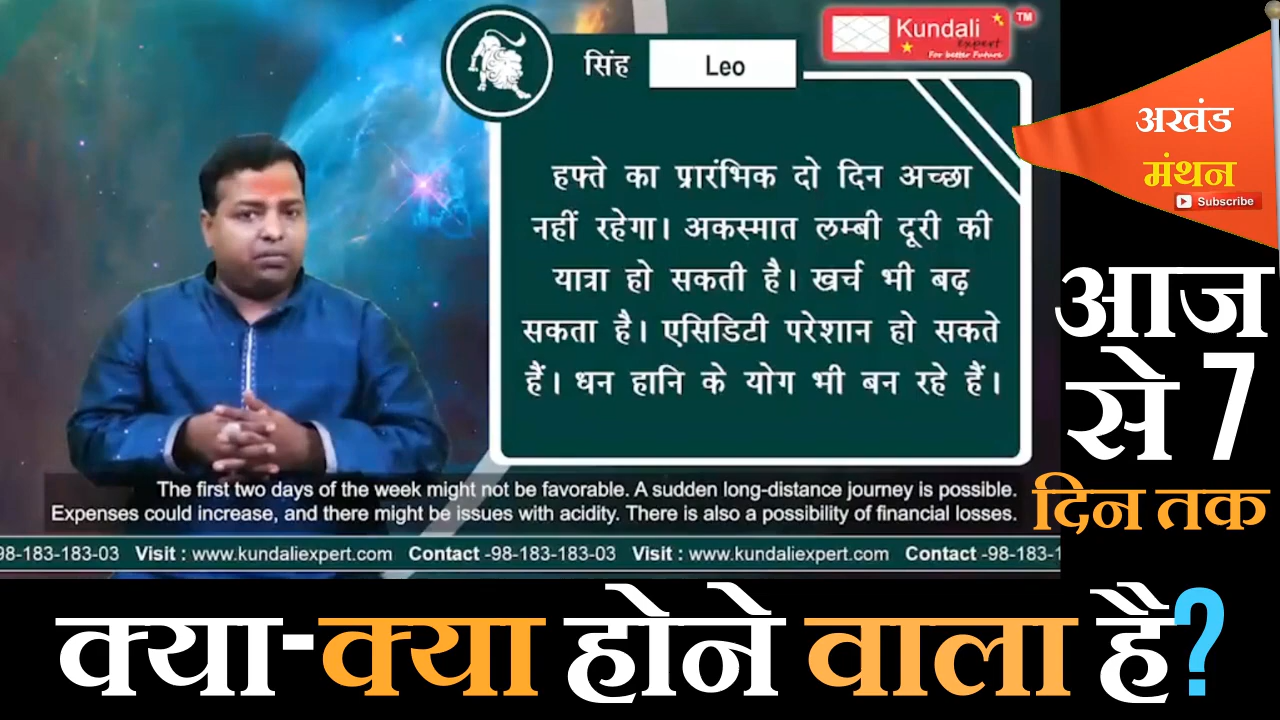 सिंह
Leo
Kundali
expert
For better Future
TM
हफ्ते का प्रारंभिक दो दिन अच्छा
नहीं रहेगा। अकस्मात लम्बी दूरी की
यात्रा हो सकती है। खर्च भी बढ़
सकता है। एसिडिटी परेशान हो सकते
हैं। धन हानि के योग भी बन रहे हैं।
अखंड
मंथन
Subscribe
आज
से 7
दिन तक
The first two days of the week might not be favorable. A sudden long-distance journey is possible.
Expenses could increase, and there might be issues with acidity. There is also a possibility of financial losses.
98-183-183-03 Visit : www.kundaliexpert.com Contact -98-183-183-03 Visit : www.kundaliexpert.com Contact -98-183-1
क्या-क्या होने वाला है?